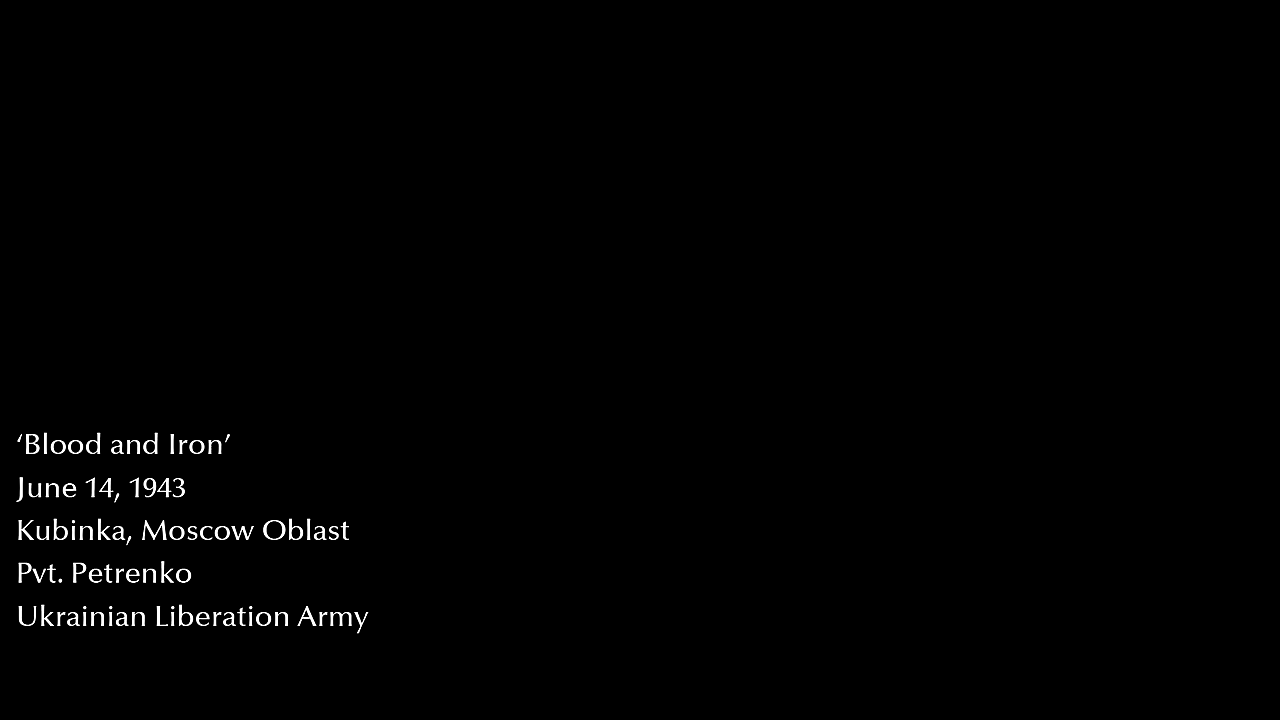 ‘Blood and Iron’
June 14, 1943
Kubinka, Moscow Oblast
Pvt. Petrenko
Ukrainian Liberation Army